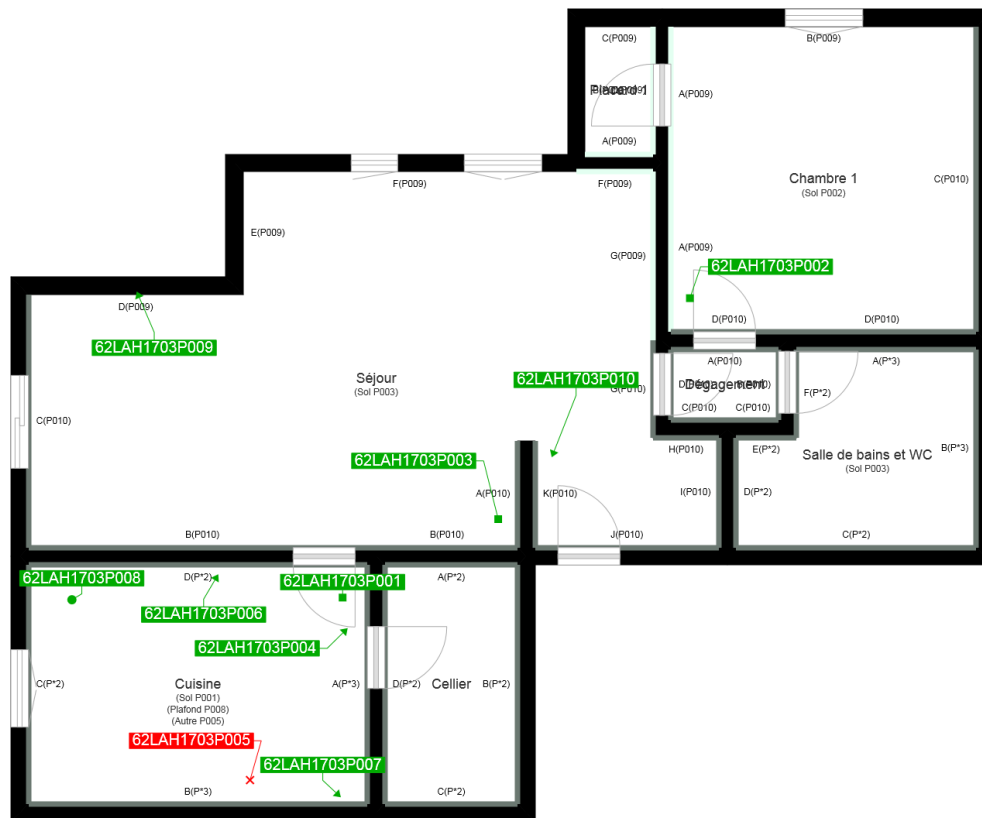 C(P009)
B(P009)
Placard 1
A(P009)
A(P009)
F(P009)
F(P009)
Chambre 1
(Sol P002)
C(P010)
E(P009)
G(P009)
A(P009)
62LAH1703P002
D(P009)
D(P010)
D(P010)
62LAH1703P009
A(P010)
A(P*3)
Séjour
(Sol P003)
62LAH1703P010
G(P010)
Dégagement
F(P*2)
C(P010)
C(P010)
C(P010)
H(P010)
E(P*2)
Salle de bains et WC
(Sol P003)
B(P*3)
62LAH1703P003
A(P010)
K(P010)
I(P010)
D(P*2)
B(P010)
B(P010)
J(P010)
C(P*2)
62LAH1703P008
D(P*2)
62LAH1703P001
A(P*2)
62LAH1703P006
62LAH1703P004
C(P*2)
Cuisine
(Sol P001)
(Plafond P008)
(Autre P005)
A(P*3)
D(P*2)
Cellier
B(P*2)
62LAH1703P005
62LAH1703P007
B(P*3)
C(P*2)